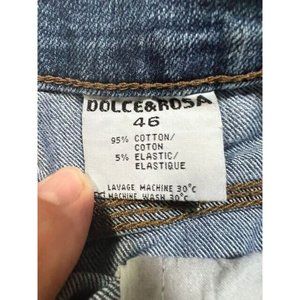 DOLCE&ROSA
46
95% COTTON/
COTON
5% ELASTIC/
ELASTIQUE
LAVAGE MACHINE 30°C
MACHINE WASH 30°C